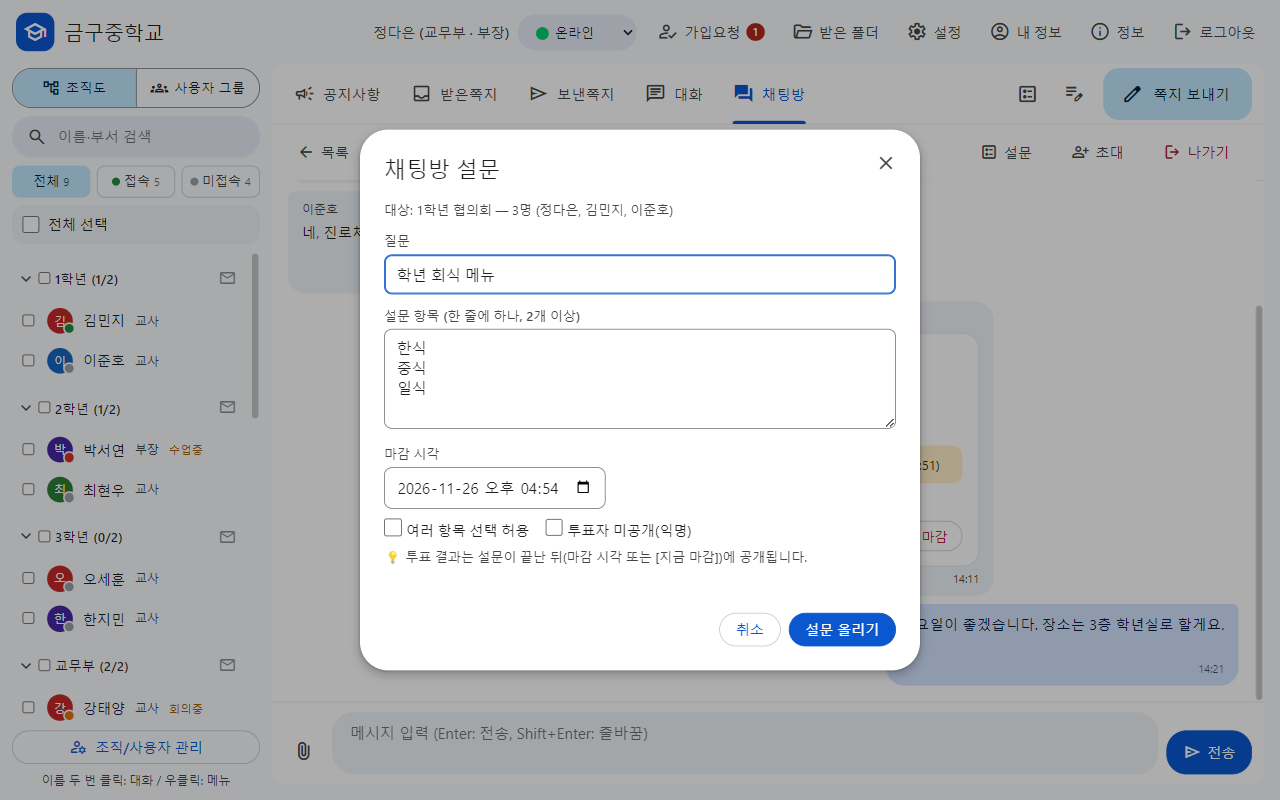 금구중학교
정다은 (교무부 · 부장)
온라인
가입요청 1
받은 폴더
설정
내 정보
정보
로그아웃
조직도
사용자 그룹
공지사항
받은쪽지
보낸쪽지
대화
채팅방
쪽지 보내기
이름·부서 검색
전체 9
접속 5
미접속 4
전체 선택
1학년 (1/2)
김 김민지 교사
이 이준호 교사
2학년 (1/2)
박 박서연 부장 수업중
최 최현우 교사
3학년 (0/2)
오 오세훈 교사
한 한지민 교사
교무부 (2/2)
강 강태양 교사 회의중
조직/사용자 관리
이름 두 번 클릭: 대화 / 우클릭: 메뉴
목록
설문
초대
나가기
이준호
네, 진로
채팅방 설문
대상: 1학년 협의회 — 3명 (정다은, 김민지, 이준호)
질문
학년 회식 메뉴
설문 항목 (한 줄에 하나, 2개 이상)
한식
중식
일식
마감 시각
2026-11-26 오후 04:54
여러 항목 선택 허용
투표자 미공개(익명)
💡 투표 결과는 설문이 끝난 뒤(마감 시각 또는 [지금 마감])에 공개됩니다.
취소
설문 올리기
:51)
마감
14:11
요일이 좋겠습니다. 장소는 3층 학년실로 할게요.
14:21
메시지 입력 (Enter: 전송, Shift+Enter: 줄바꿈)
전송